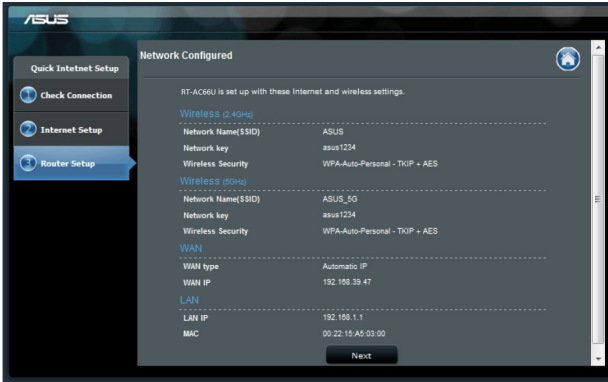 ASUS
Quick Intetnet Setup
1 Check Connection
2 Internet Setup
3 Router Setup
Network Configured
RT-AC66U is set up with these Internet and wireless settings.
Wireless (2.4GHz)
Network Name(SSID) ASUS
Network key asus1234
Wireless Security WPA-Auto-Personal - TKIP + AES
Wireless (5GHz)
Network Name(SSID) ASUS_5G
Network key asus1234
Wireless Security WPA-Auto-Personal - TKIP + AES
WAN
WAN type Automatic IP
WAN IP 192.168.39.47
LAN
LAN IP 192.168.1.1
MAC 00:22:15:A5:03:00
Next